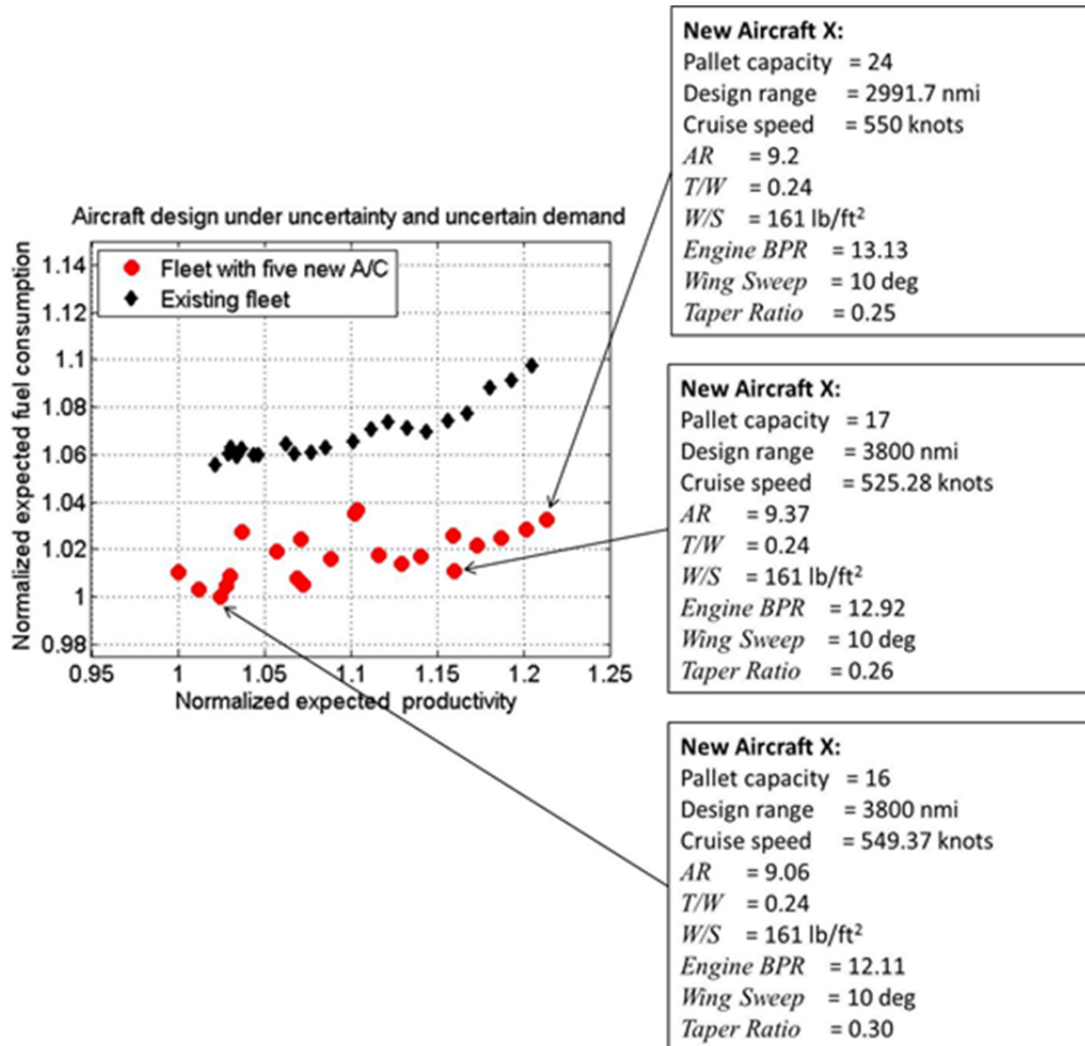 Aircraft design under uncertainty and uncertain demand
Normalized expected fuel consumption
1.14
1.12
1.1
1.08
1.06
1.04
1.02
1
0.98
Fleet with five new A/C
Existing fleet
0.95
1
1.05
1.1
1.15
1.2
1.25
Normalized expected productivity
New Aircraft X:
Pallet capacity = 24
Design range = 2991.7 nmi
Cruise speed = 550 knots
AR = 9.2
T/W = 0.24
W/S = 161 lb/ft²
Engine BPR = 13.13
Wing Sweep = 10 deg
Taper Ratio = 0.25
New Aircraft X:
Pallet capacity = 17
Design range = 3800 nmi
Cruise speed = 525.28 knots
AR = 9.37
T/W = 0.24
W/S = 161 lb/ft²
Engine BPR = 12.92
Wing Sweep = 10 deg
Taper Ratio = 0.26
New Aircraft X:
Pallet capacity = 16
Design range = 3800 nmi
Cruise speed = 549.37 knots
AR = 9.06
T/W = 0.24
W/S = 161 lb/ft²
Engine BPR = 12.11
Wing Sweep = 10 deg
Taper Ratio = 0.30